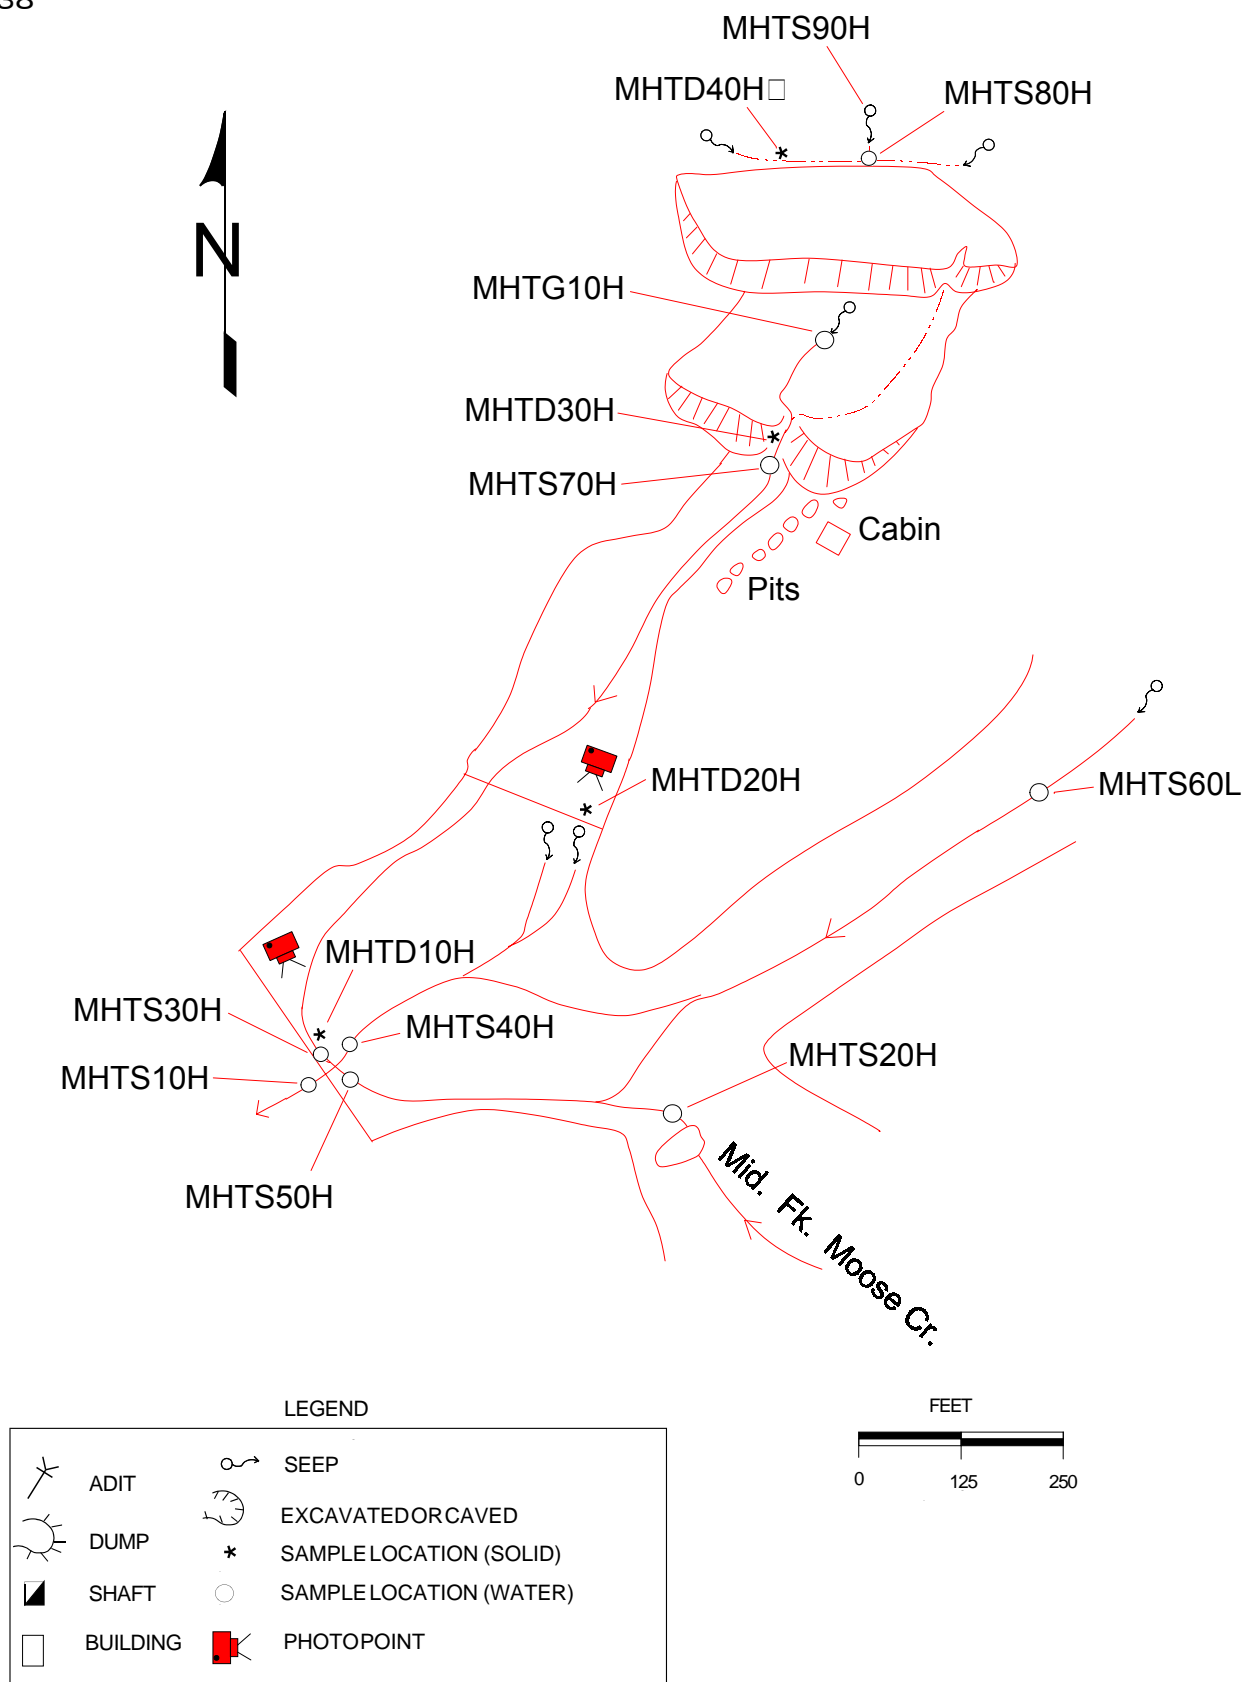 MHTS90H
MHTD40H□
MHTS80H
N
MHTG10H
MHTD30H
MHTS70H
Cabin
Pits
MHTD20H
MHTS60L
MHTD10H
MHTS30H
MHTS40H
MHTS20H
MHTS10H
MHTS50H
Mid. Fk. Moose Cr.
LEGEND
FEET
0 125 250
ADIT
SEEP
DUMP
EXCAVATED OR CAVED
SAMPLE LOCATION (SOLID)
SHAFT
SAMPLE LOCATION (WATER)
BUILDING
PHOTOPOINT